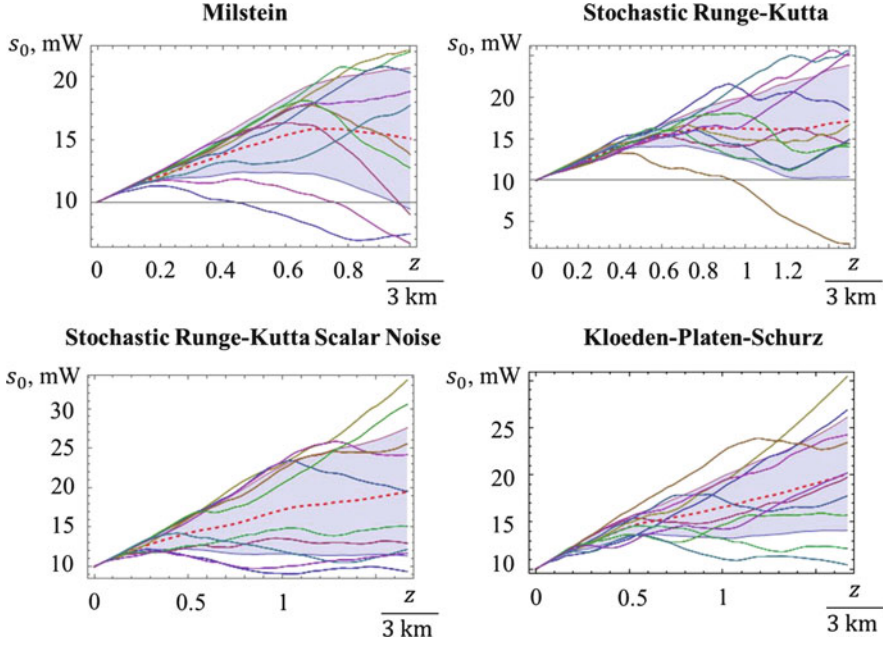 Milstein
s₀, mW
20
15
10
0
0.2
0.4
0.6
0.8
z
3 km
Stochastic Runge-Kutta
s₀, mW
20
15
10
5
0
0.2
0.4
0.6
0.8
1
1.2
z
3 km
Stochastic Runge-Kutta Scalar Noise
s₀, mW
30
25
20
15
10
0
0.5
1
z
3 km
Kloeden-Platen-Schurz
s₀, mW
30
25
20
15
10
0
0.5
1
z
3 km